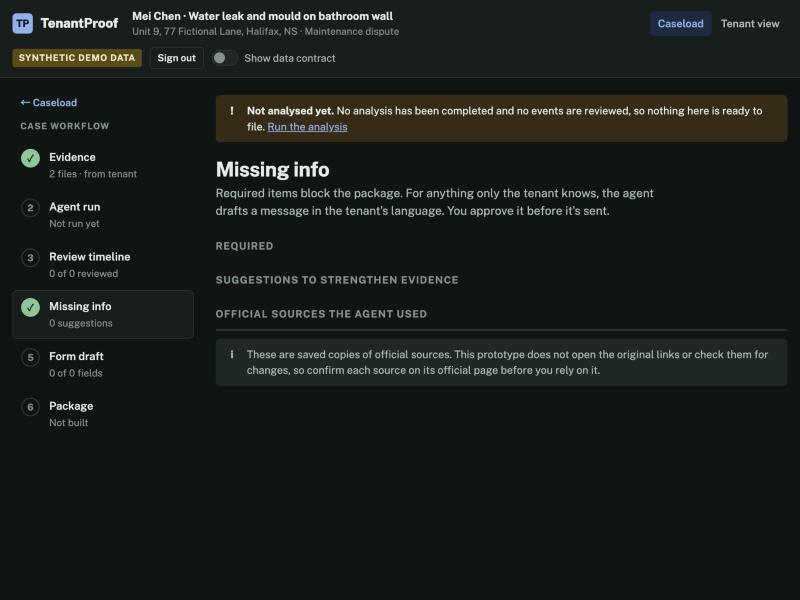 TP TenantProof
Mei Chen · Water leak and mould on bathroom wall
Unit 9, 77 Fictional Lane, Halifax, NS · Maintenance dispute
Caseload
Tenant view
SYNTHETIC DEMO DATA
Sign out
Show data contract
← Caseload
CASE WORKFLOW
✓ Evidence
2 files · from tenant
2 Agent run
Not run yet
3 Review timeline
0 of 0 reviewed
✓ Missing info
0 suggestions
5 Form draft
0 of 0 fields
6 Package
Not built
! Not analysed yet. No analysis has been completed and no events are reviewed, so nothing here is ready to
file. Run the analysis
Missing info
Required items block the package. For anything only the tenant knows, the agent
drafts a message in the tenant's language. You approve it before it's sent.
REQUIRED
SUGGESTIONS TO STRENGTHEN EVIDENCE
OFFICIAL SOURCES THE AGENT USED
i These are saved copies of official sources. This prototype does not open the original links or check them for
changes, so confirm each source on its official page before you rely on it.